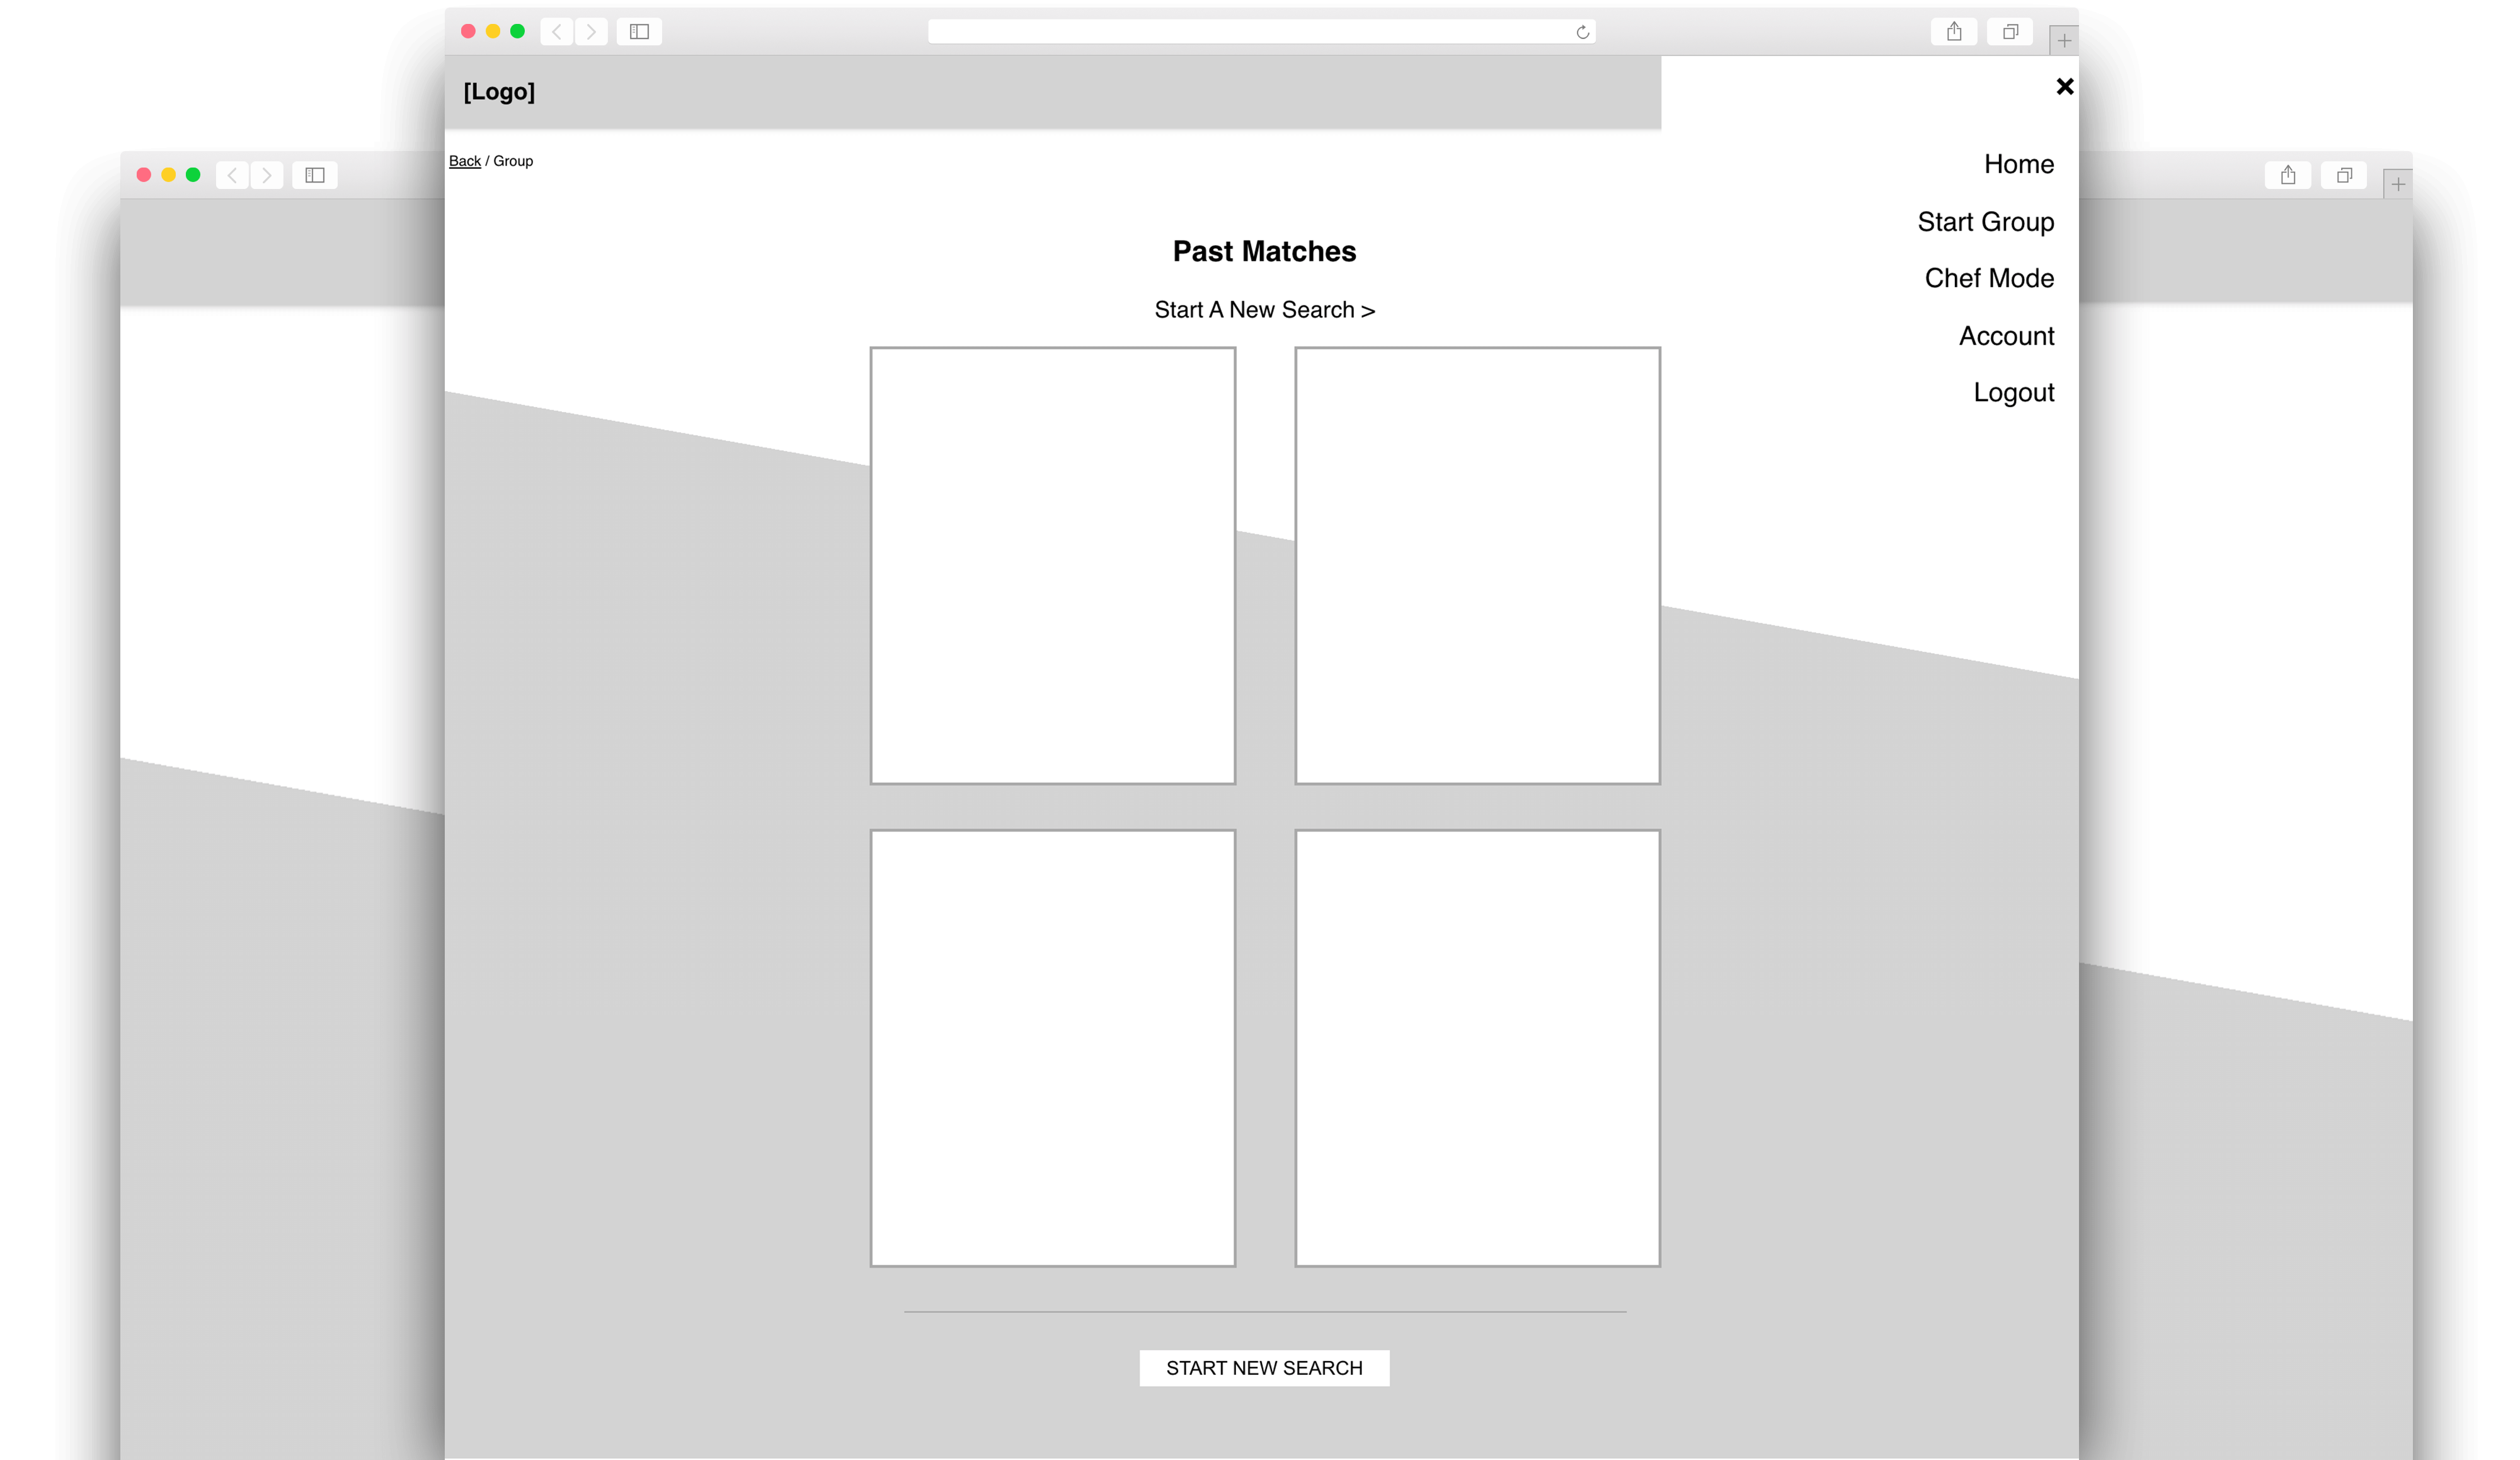 [Logo]
Back / Group
Past Matches
Start A New Search >
Home
Start Group
Chef Mode
Account
Logout
START NEW SEARCH